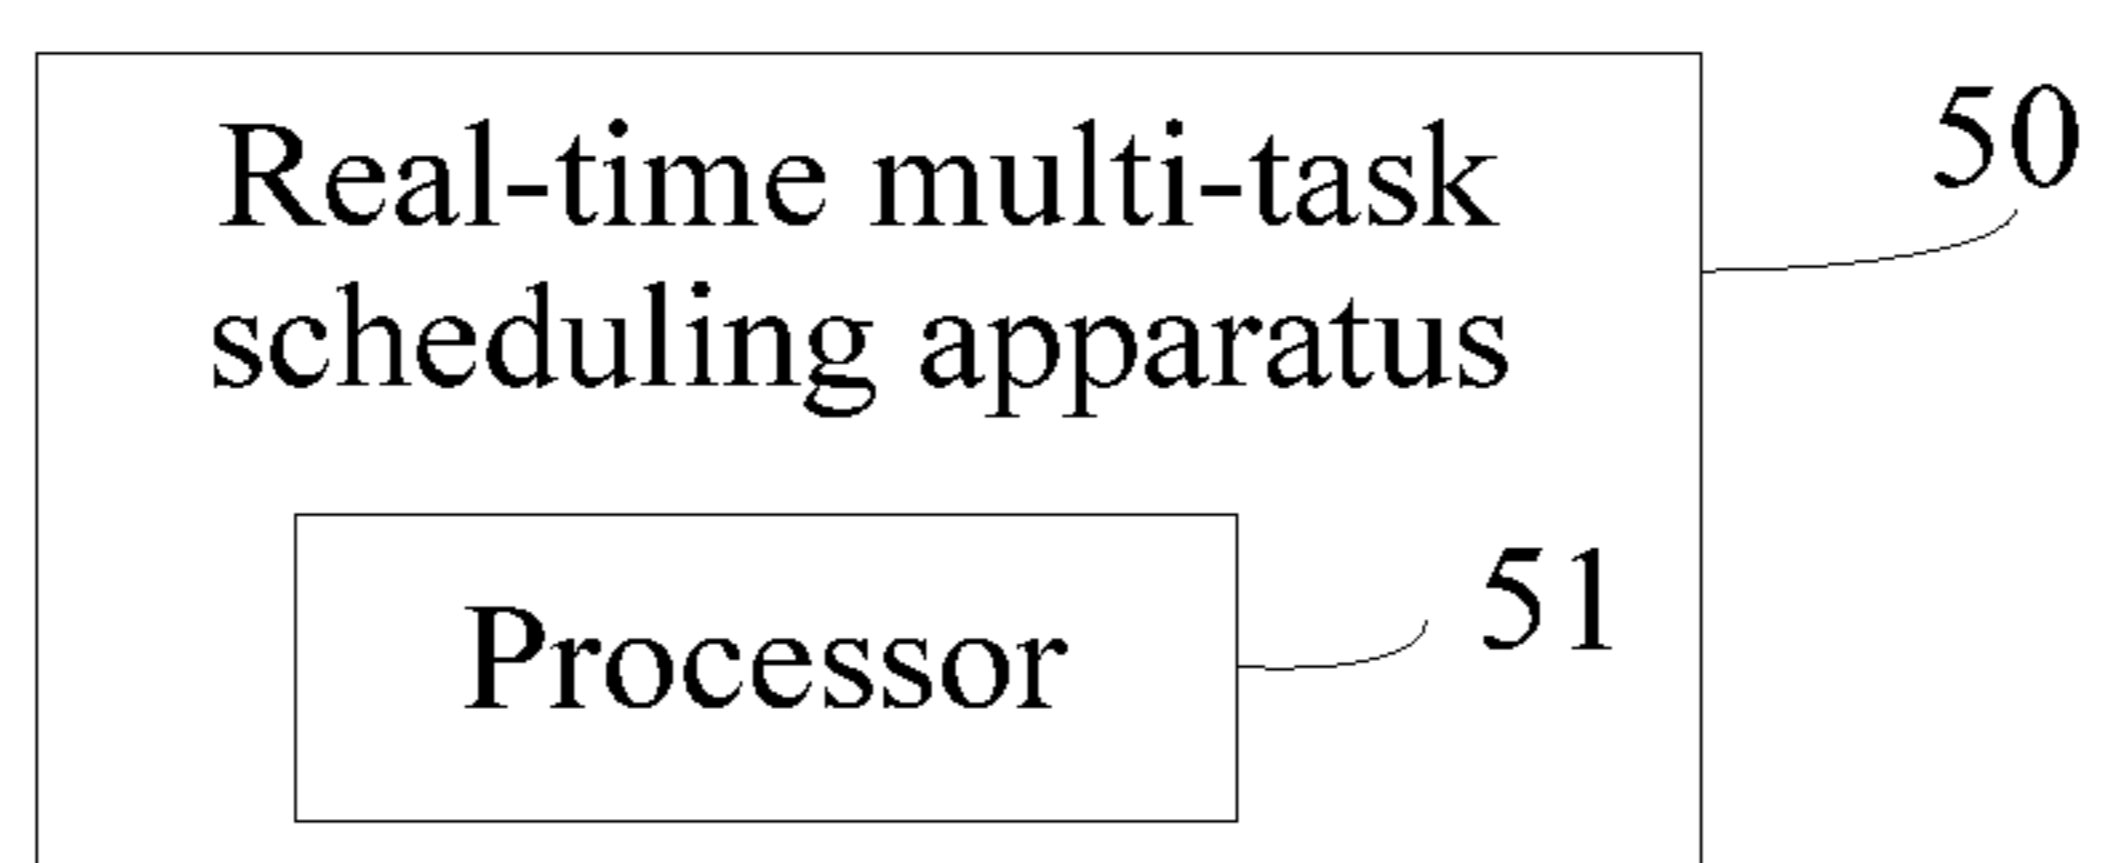 Real-time multi-task
50
scheduling apparatus
Processor
51